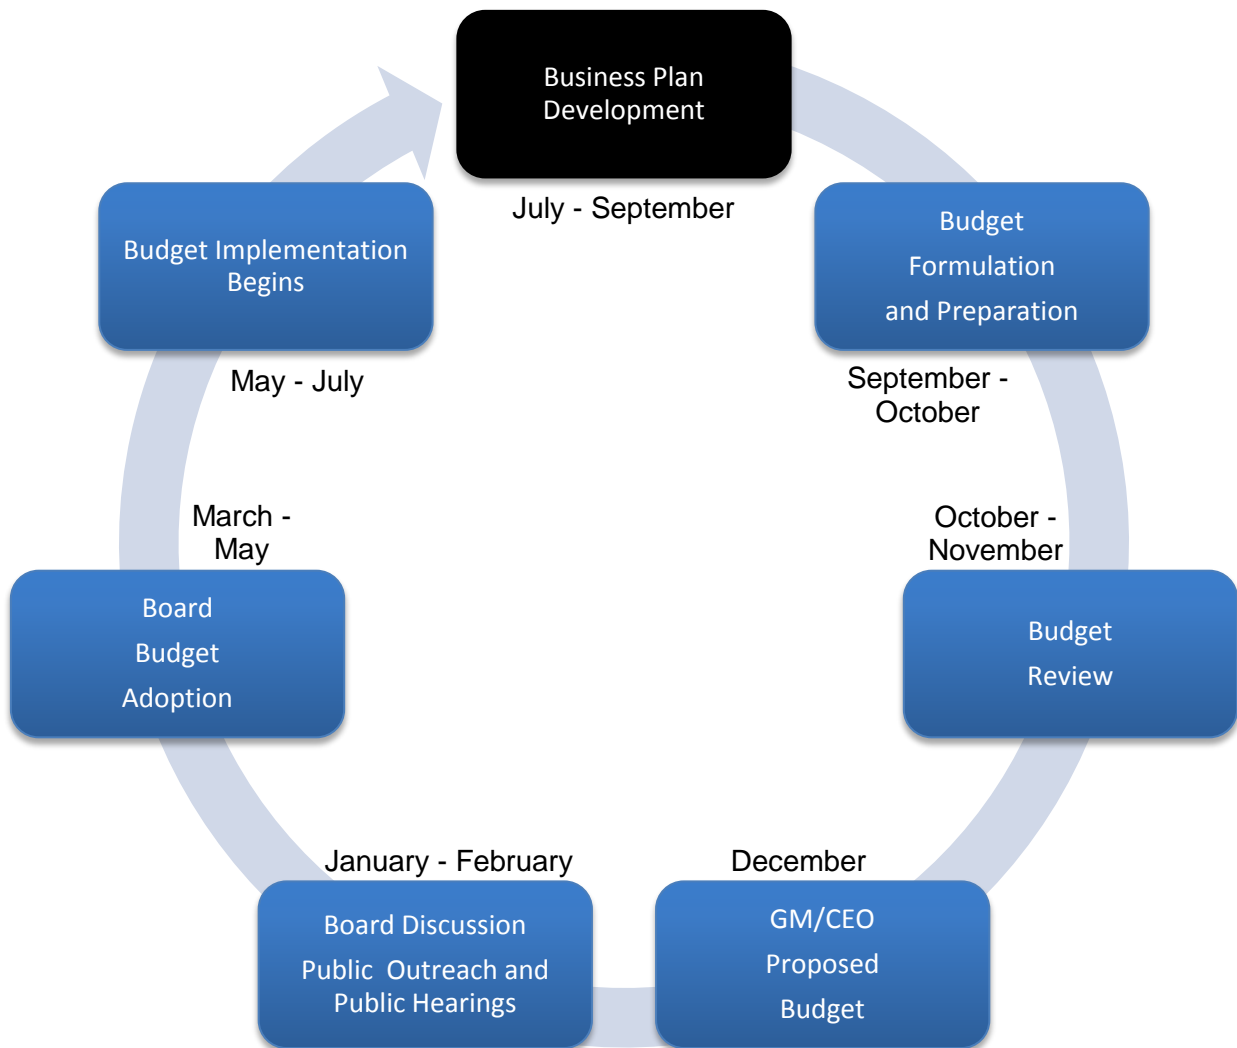 Business Plan
Development
July - September
Budget
Formulation
and Preparation
September -
October
October -
November
Budget
Review
December
GM/CEO
Proposed
Budget
January - February
Board Discussion
Public Outreach and
Public Hearings
March -
May
Board
Budget
Adoption
Budget Implementation
Begins
May - July